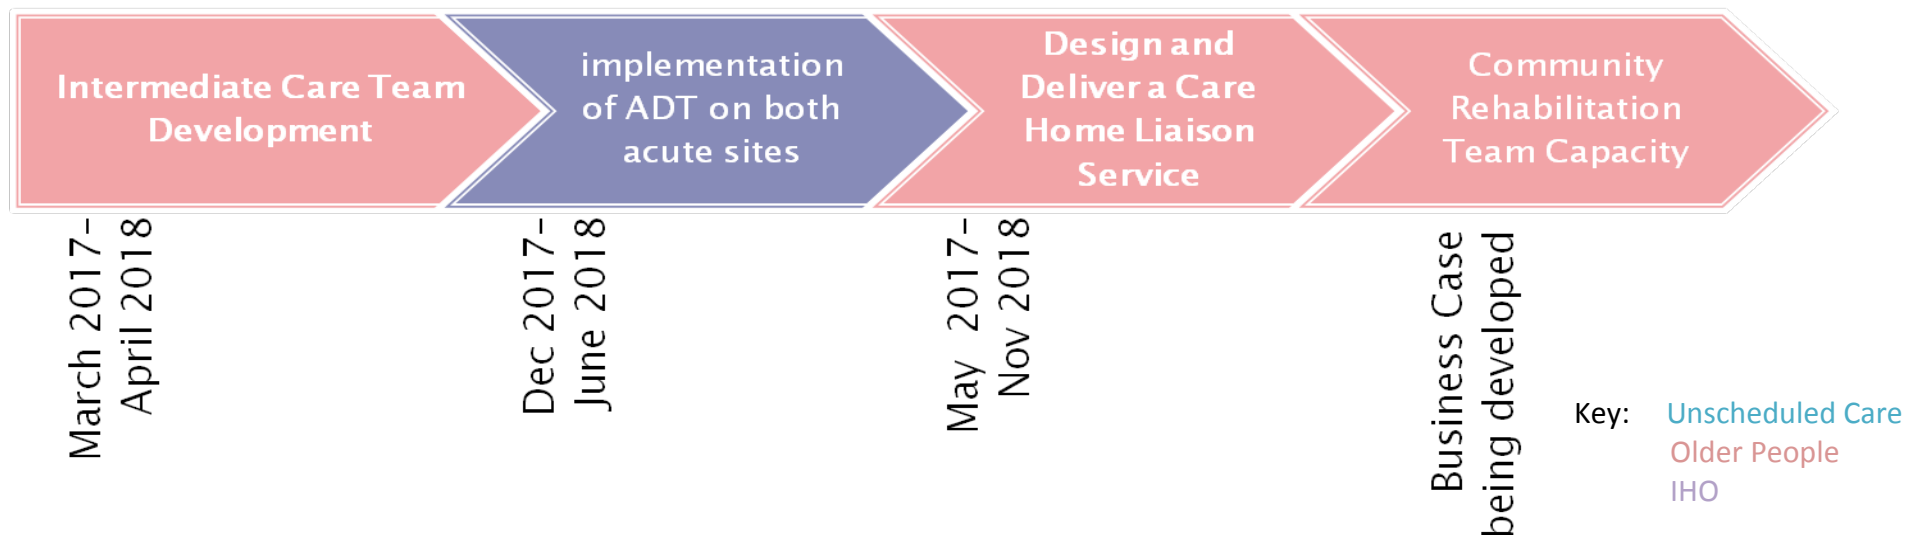 Intermediate Care Team
Development
implementation
of ADT on both
acute sites
Design and
Deliver a Care
Home Liaison
Service
Community
Rehabilitation
Team Capacity
March 2017-
April 2018
Dec 2017-
June 2018
May 2017-
Nov 2018
Business Case
being developed
Key: Unscheduled Care
Older People
IHO